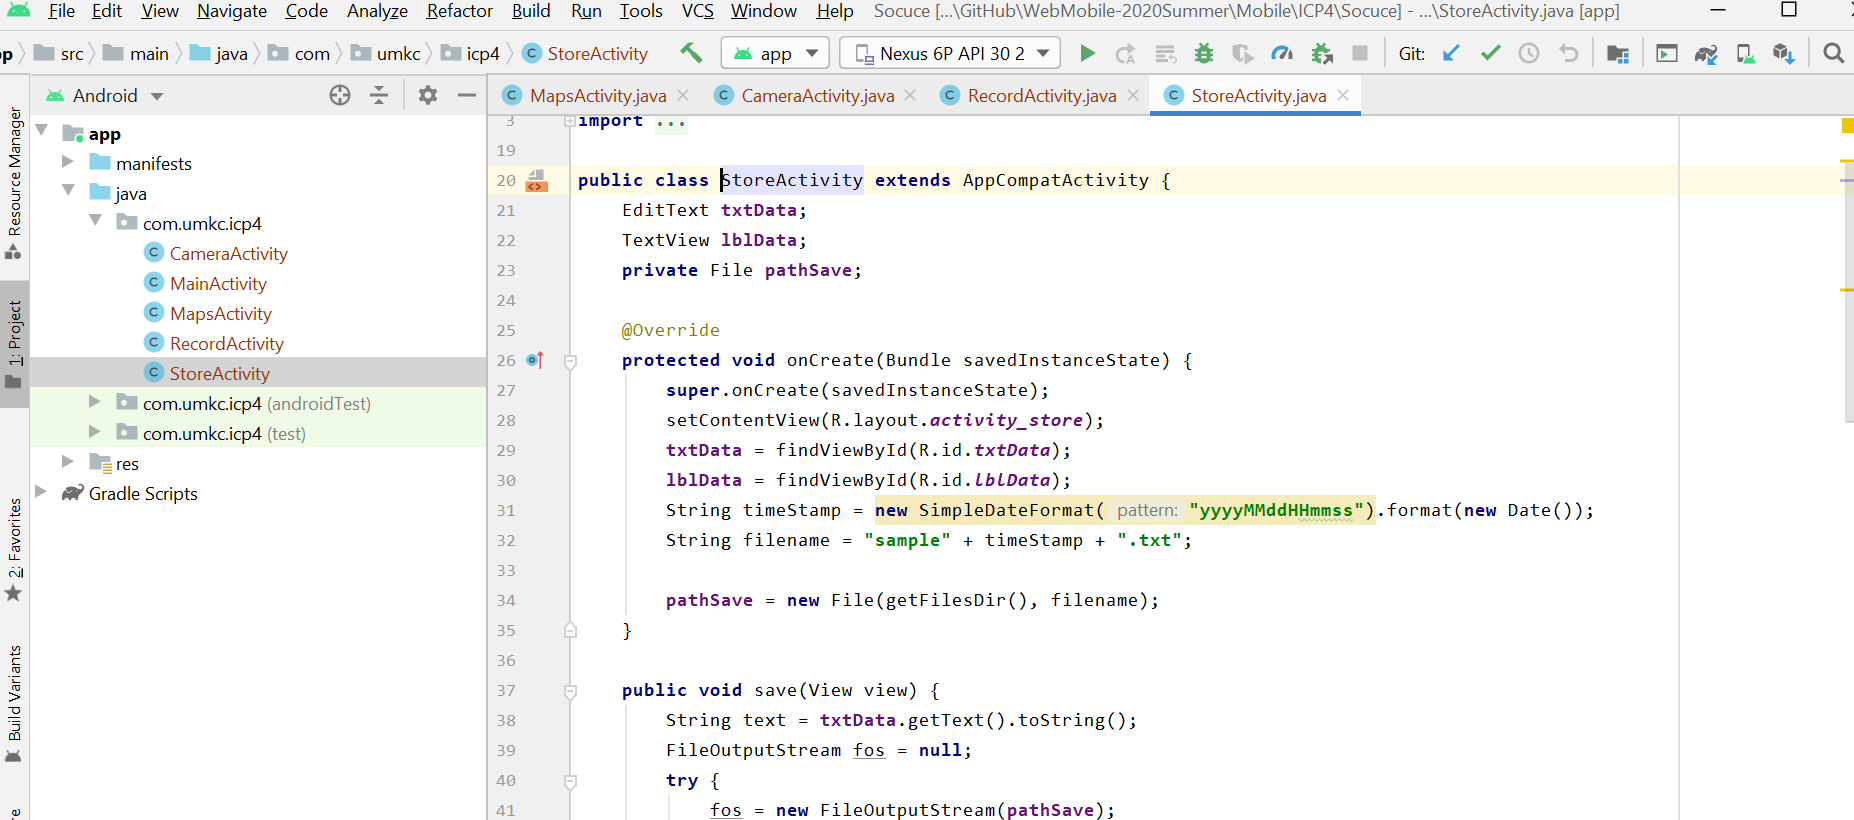 File Edit View Navigate Code Analyze Refactor Build Run Tools VCS Window Help Socuce [...\GitHub\WebMobile-2020Summer\Mobile\ICP4\Socuce] - ...\StoreActivity.java [app]
src main java com umkc icp4 StoreActivity app Nexus 6P API 30 2 Git:
Android
MapsActivity.java CameraActivity.java RecordActivity.java StoreActivity.java
Resource Manager
1: Project
2: Favorites
Build Variants
app
manifests
java
com.umkc.icp4
CameraActivity
MainActivity
MapsActivity
RecordActivity
StoreActivity
com.umkc.icp4 (androidTest)
com.umkc.icp4 (test)
res
Gradle Scripts
3 import ...
19
20 public class StoreActivity extends AppCompatActivity {
21 EditText txtData;
22 TextView lblData;
23 private File pathSave;
24
25 @Override
26 protected void onCreate(Bundle savedInstanceState) {
27 super.onCreate(savedInstanceState);
28 setContentView(R.layout.activity_store);
29 txtData = findViewById(R.id.txtData);
30 lblData = findViewById(R.id.lblData);
31 String timeStamp = new SimpleDateFormat( pattern: "yyyyMMddHHmmss").format(new Date());
32 String filename = "sample" + timeStamp + ".txt";
33
34 pathSave = new File(getFilesDir(), filename);
35 }
36
37 public void save(View view) {
38 String text = txtData.getText().toString();
39 FileOutputStream fos = null;
40 try {
41 fos = new FileOutputStream(pathSave);